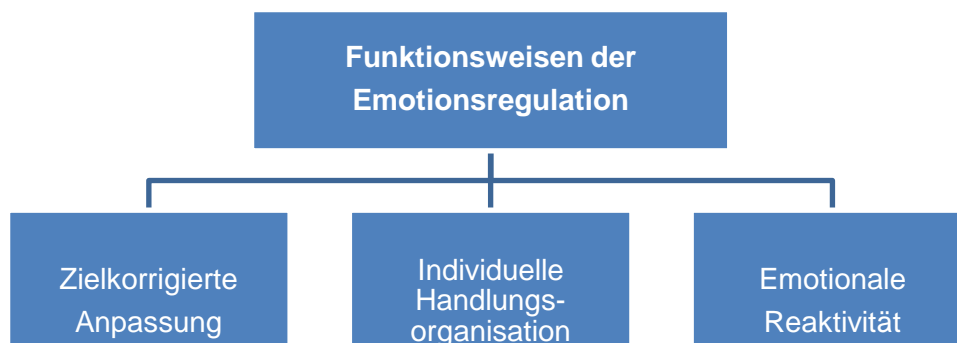 Funktionsweisen der
Emotionsregulation
Zielkorrigierte
Anpassung
Individuelle
Handlungs-
organisation
Emotionale
Reaktivität